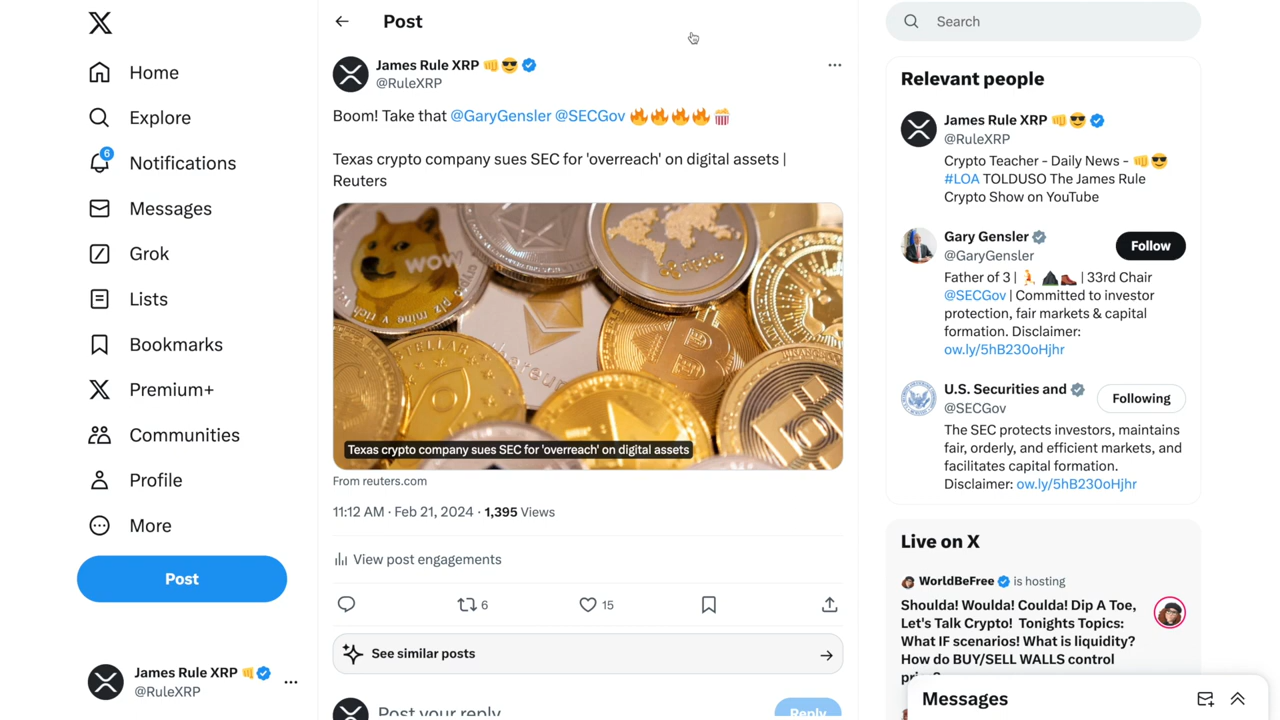 Home
Explore
6
Notifications
Messages
Grok
Lists
Bookmarks
Premium+
Communities
Profile
More
Post
James Rule XRP 👊
@RuleXRP
Post
James Rule XRP 👊😎
@RuleXRP
Boom! Take that @GaryGensler @SECGov 🔥🔥🔥🔥🍿
Texas crypto company sues SEC for 'overreach' on digital assets |
Reuters
WOW
Texas crypto company sues SEC for 'overreach' on digital assets
From reuters.com
11:12 AM · Feb 21, 2024 · 1,395 Views
View post engagements
6
15
See similar posts
Post your reply
Reply
Search
Relevant people
James Rule XRP 👊😎
@RuleXRP
Crypto Teacher - Daily News - 👊😎
#LOA TOLDUSO The James Rule
Crypto Show on YouTube
Gary Gensler
@GaryGensler
Follow
Father of 3 | 🏃 ⛰️🥾 | 33rd Chair
@SECGov | Committed to investor
protection, fair markets & capital
formation. Disclaimer:
ow.ly/5hB230oHjhr
U.S. Securities and
@SECGov
Following
The SEC protects investors, maintains
fair, orderly, and efficient markets, and
facilitates capital formation.
Disclaimer: ow.ly/5hB230oHjhr
Live on X
WorldBeFree is hosting
Shoulda! Woulda! Coulda! Dip A Toe,
Let's Talk Crypto! Tonights Topics:
What IF scenarios! What is liquidity?
How do BUY/SELL WALLS control
Messages